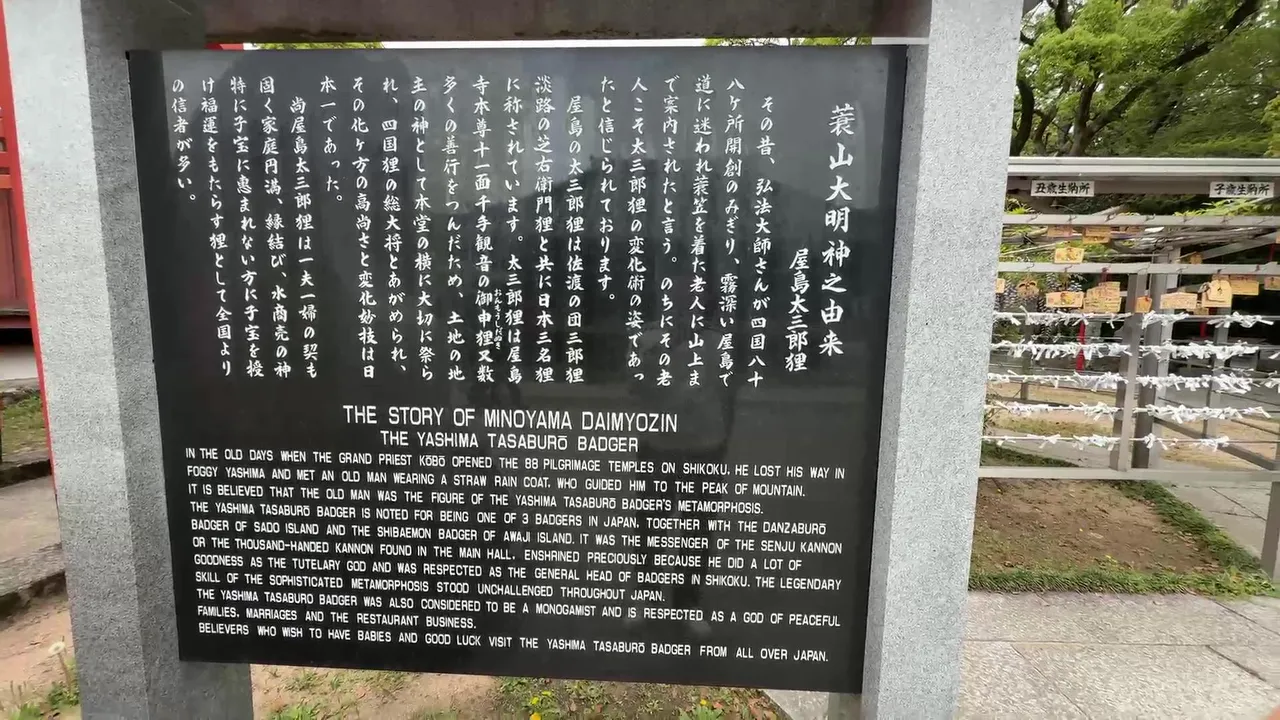 蓑山大明神之由来
屋島太三郎狸
その昔、弘法大師さんが四国八十
八ヶ所開創のみぎり、霧深い屋島で
道に迷われ蓑笠を着た老人に山上ま
で案内されたと言う。のちにその老
人こそ太三郎狸の変化術の姿であっ
たと信じられております。
屋島の太三郎狸は佐渡の団三郎狸
淡路の芝右衛門狸と共に日本三名狸
に称されています。太三郎狸は屋島
寺本尊十一面千手観音の御申狸又数
おんもうしだぬき
多くの善行をつんだため、土地の地
主の神として本堂の横に大切に祭ら
れ、四国狸の総大将とあがめられ、
その化ヶ方の高尚さと変化妙技は日
本一であった。
尚屋島太三郎狸は一夫一婦の契も
固く家庭円満、縁結び、水商売の神
特に子宝に恵まれない方に子宝を授
け福運をもたらす狸として全国より
の信者が多い。
THE STORY OF MINOYAMA DAIMYOZIN
THE YASHIMA TASABURŌ BADGER
IN THE OLD DAYS WHEN THE GRAND PRIEST KŌBŌ OPENED THE 88 PILGRIMAGE TEMPLES ON SHIKOKU, HE LOST HIS WAY IN
FOGGY YASHIMA AND MET AN OLD MAN WEARING A STRAW RAIN COAT, WHO GUIDED HIM TO THE PEAK OF MOUNTAIN.
IT IS BELIEVED THAT THE OLD MAN WAS THE FIGURE OF THE YASHIMA TASABURŌ BADGER'S METAMORPHOSIS.
THE YASHIMA TASABURŌ BADGER IS NOTED FOR BEING ONE OF 3 BADGERS IN JAPAN, TOGETHER WITH THE DANZABURŌ
BADGER OF SADO ISLAND AND THE SHIBAEMON BADGER OF AWAJI ISLAND. IT WAS THE MESSENGER OF THE SENJU KANNON
OR THE THOUSAND-HANDED KANNON FOUND IN THE MAIN HALL, ENSHRINED PRECIOUSLY BECAUSE HE DID A LOT OF
GOODNESS AS THE TUTELARY GOD AND WAS RESPECTED AS THE GENERAL HEAD OF BADGERS IN SHIKOKU. THE LEGENDARY
SKILL OF THE SOPHISTICATED METAMORPHOSIS STOOD UNCHALLENGED THROUGHOUT JAPAN.
THE YASHIMA TASABURŌ BADGER WAS ALSO CONSIDERED TO BE A MONOGAMIST AND IS RESPECTED AS A GOD OF PEACEFUL
FAMILIES, MARRIAGES AND THE RESTAURANT BUSINESS.
BELIEVERS WHO WISH TO HAVE BABIES AND GOOD LUCK VISIT THE YASHIMA TASABURŌ BADGER FROM ALL OVER JAPAN.
丑歳生駒所
子歳生駒所